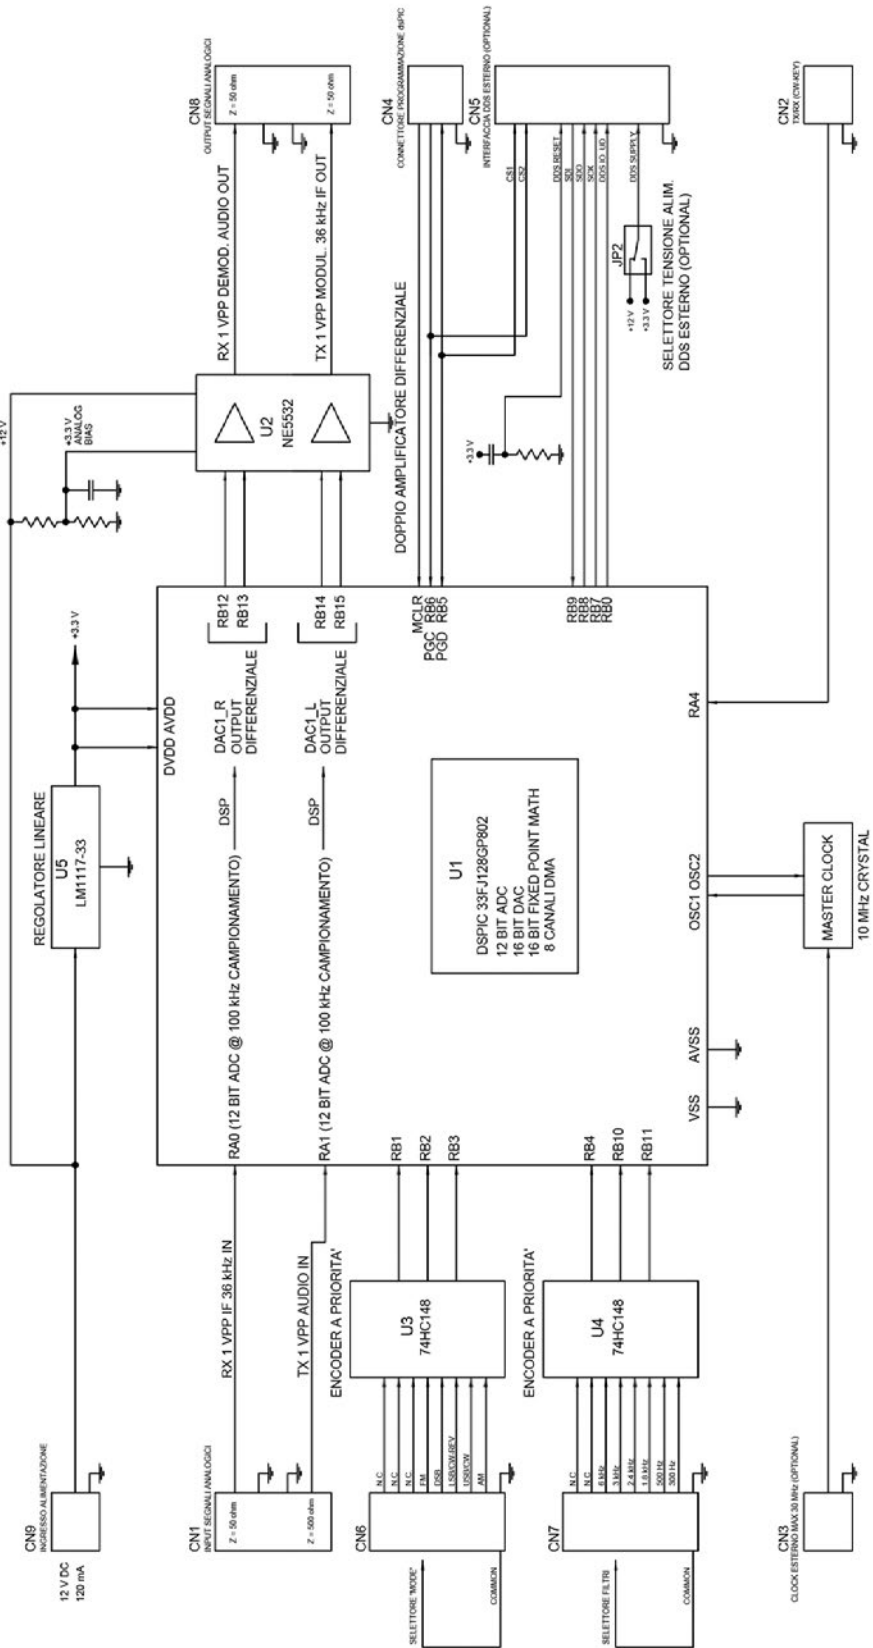 CN9
INGRESSO ALIMENTAZIONE
12 V DC
120 mA
REGOLATORE LINEARE
U5
LM1117-33
+3.3 V
+12 V
+3.3 V
ANALOG
BIAS
DVDD AVDD
CN1
INPUT SEGNALI ANALOGICI
Z = 50 ohm
Z = 500 ohm
RX 1 VPP IF 36 kHz IN
TX 1 VPP AUDIO IN
RA0 (12 BIT ADC @ 100 kHz CAMPIONAMENTO)
DSP
DAC1_R
OUTPUT
DIFFERENZIALE
RB12
RB13
RA1 (12 BIT ADC @ 100 kHz CAMPIONAMENTO)
DSP
DAC1_L
OUTPUT
DIFFERENZIALE
RB14
RB15
U2
NE5532
DOPPIO AMPLIFICATORE DIFFERENZIALE
RX 1 VPP DEMOD. AUDIO OUT
TX 1 VPP MODUL. 36 kHz IF OUT
CN8
OUTPUT SEGNALI ANALOGICI
Z = 50 ohm
Z = 50 ohm
CN6
SELETTORE 'MODE'
COMMON
N.C
N.C
N.C
FM
DSB
LSB/CW-REV
USB/CW
AM
ENCODER A PRIORITA'
U3
74HC148
RB1
RB2
RB3
U1
DSPIC 33FJ128GP802
12 BIT ADC
16 BIT DAC
16 BIT FIXED POINT MATH
8 CANALI DMA
MCLR
PGC RB6
PGD RB5
CN4
CONNETTORE PROGRAMMAZIONE dsPIC
CN5
INTERFACCIA DDS ESTERNO (OPTIONAL)
CS1
CS2
DDS RESET
SDI
SDO
SCK
DDS IO_UD
DDS SUPPLY
+3.3 V
RB9
RB8
RB7
RB0
JP2
+12 V
+3.3 V
SELETTORE TENSIONE ALIM.
DDS ESTERNO (OPTIONAL)
CN7
SELETTORE FILTRI
COMMON
N.C
N.C
6 kHz
3 kHz
2.4 kHz
1.8 kHz
500 Hz
300 Hz
ENCODER A PRIORITA'
U4
74HC148
RB4
RB10
RB11
VSS
AVSS
OSC1 OSC2
RA4
CN3
CLOCK ESTERNO MAX 30 MHz (OPTIONAL)
MASTER CLOCK
10 MHz CRYSTAL
CN2
TX/RX (CW-KEY)